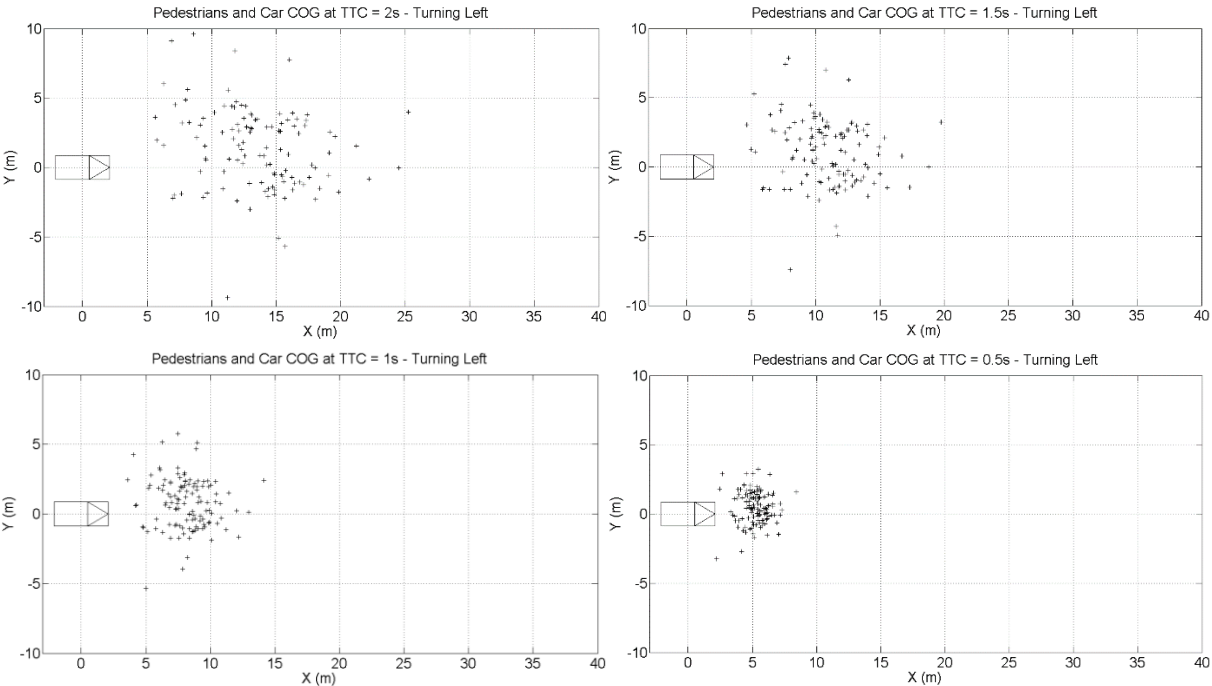 Pedestrians and Car COG at TTC = 2s - Turning Left
10
5
0
-5
-10
Y (m)
0 5 10 15 20 25 30 35 40
X (m)
Pedestrians and Car COG at TTC = 1.5s - Turning Left
10
5
0
-5
-10
Y (m)
0 5 10 15 20 25 30 35 40
X (m)
Pedestrians and Car COG at TTC = 1s - Turning Left
10
5
0
-5
-10
Y (m)
0 5 10 15 20 25 30 35 40
X (m)
Pedestrians and Car COG at TTC = 0.5s - Turning Left
10
5
0
-5
-10
Y (m)
0 5 10 15 20 25 30 35 40
X (m)